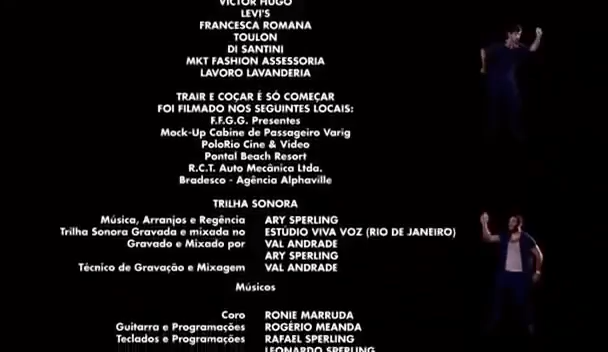 VICTOR HUGO
LEVI'S
FRANCESCA ROMANA
TOULON
DI SANTINI
MKT FASHION ASSESSORIA
LAVORO LAVANDERIA
TRAIR E COÇAR É SÓ COMEÇAR
FOI FILMADO NOS SEGUINTES LOCAIS:
F.F.G.G. Presentes
Mock-Up Cabine de Passageiro Varig
PoloRio Cine & Video
Pontal Beach Resort
R.C.T. Auto Mecânica Ltda.
Bradesco - Agência Alphaville
TRILHA SONORA
Música, Arranjos e Regência ARY SPERLING
Trilha Sonora Gravada e mixada no ESTÚDIO VIVA VOZ (RIO DE JANEIRO)
Gravado e Mixado por VAL ANDRADE
ARY SPERLING
Técnico de Gravação e Mixagem VAL ANDRADE
Músicos
Coro RONIE MARRUDA
Guitarra e Programações ROGÉRIO MEANDA
Teclados e Programações RAFAEL SPERLING
LEONARDO SPERLING